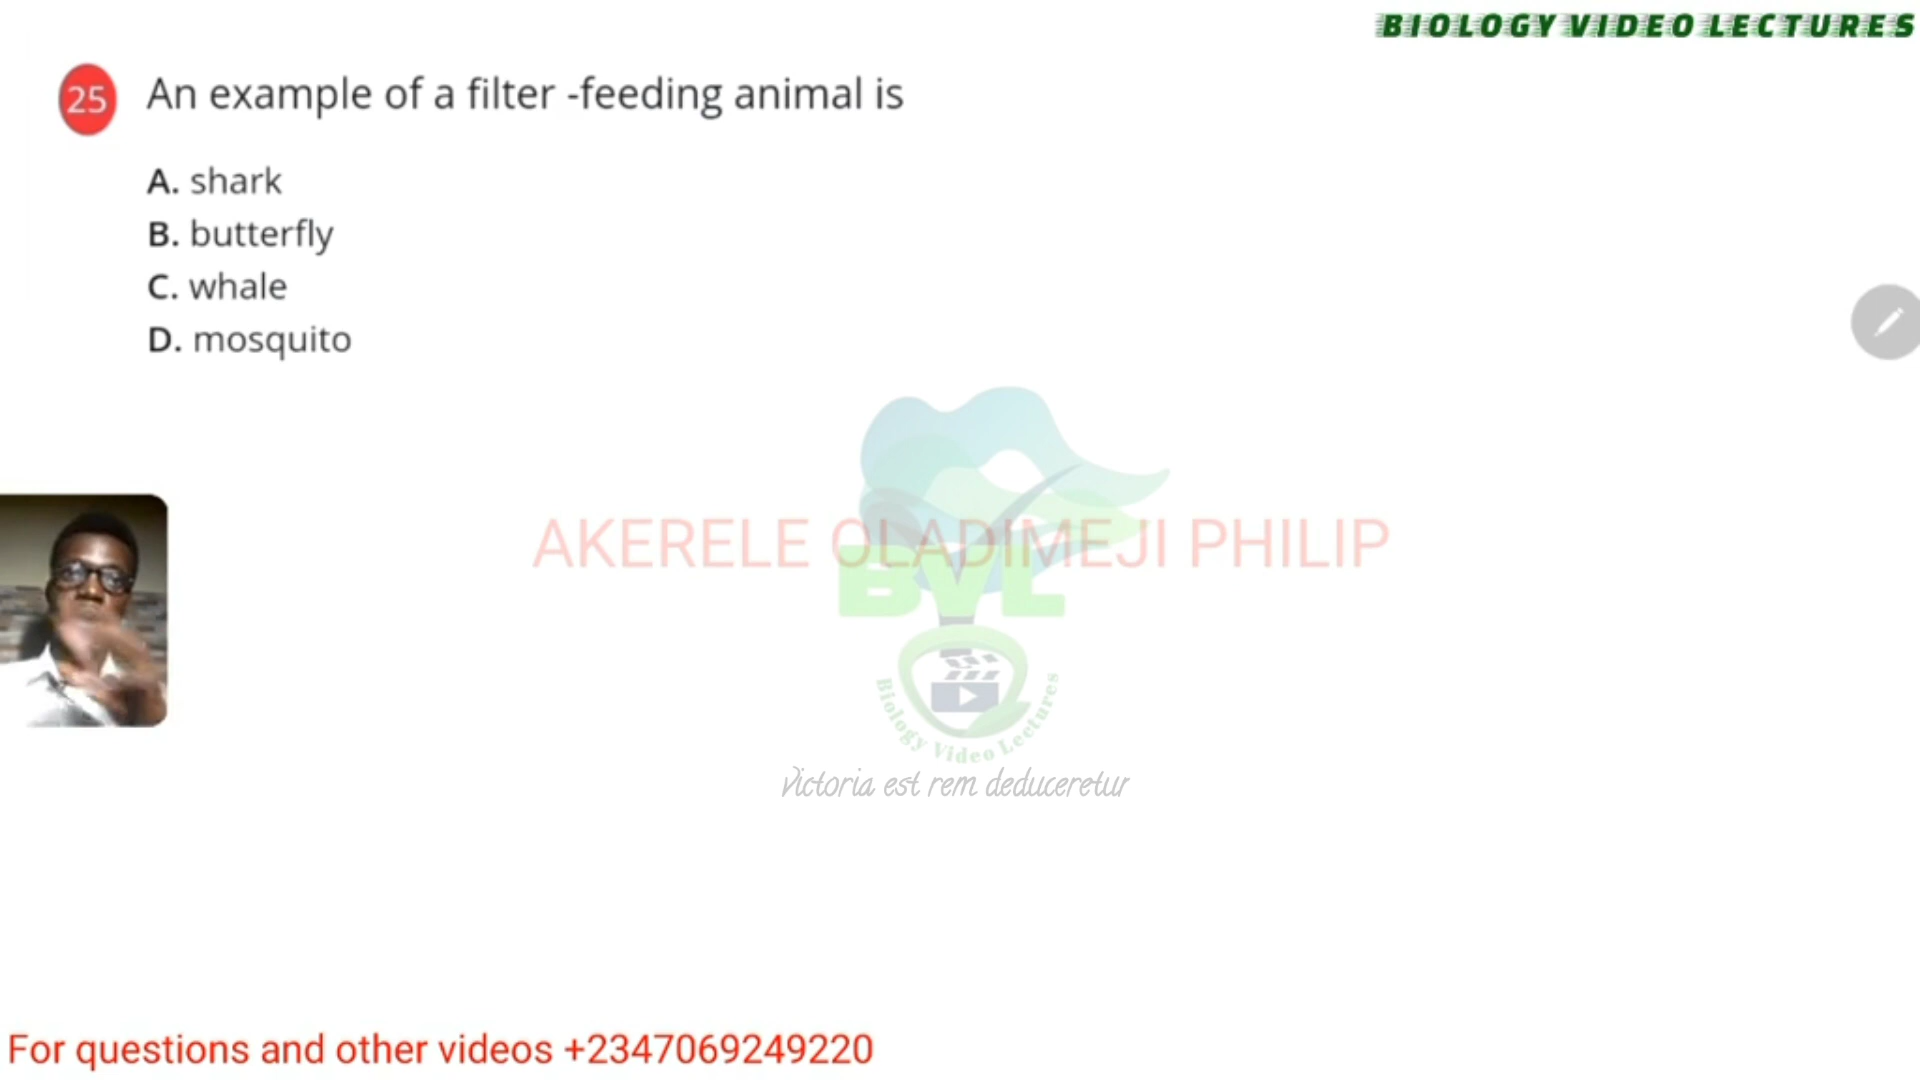 BIOLOGY VIDEO LECTURES
25 An example of a filter -feeding animal is
A. shark
B. butterfly
C. whale
D. mosquito
AKERELE OLADIMEJI PHILIP
BVL
Biology Video Lectures
Victoria est rem deduceretur
For questions and other videos +2347069249220